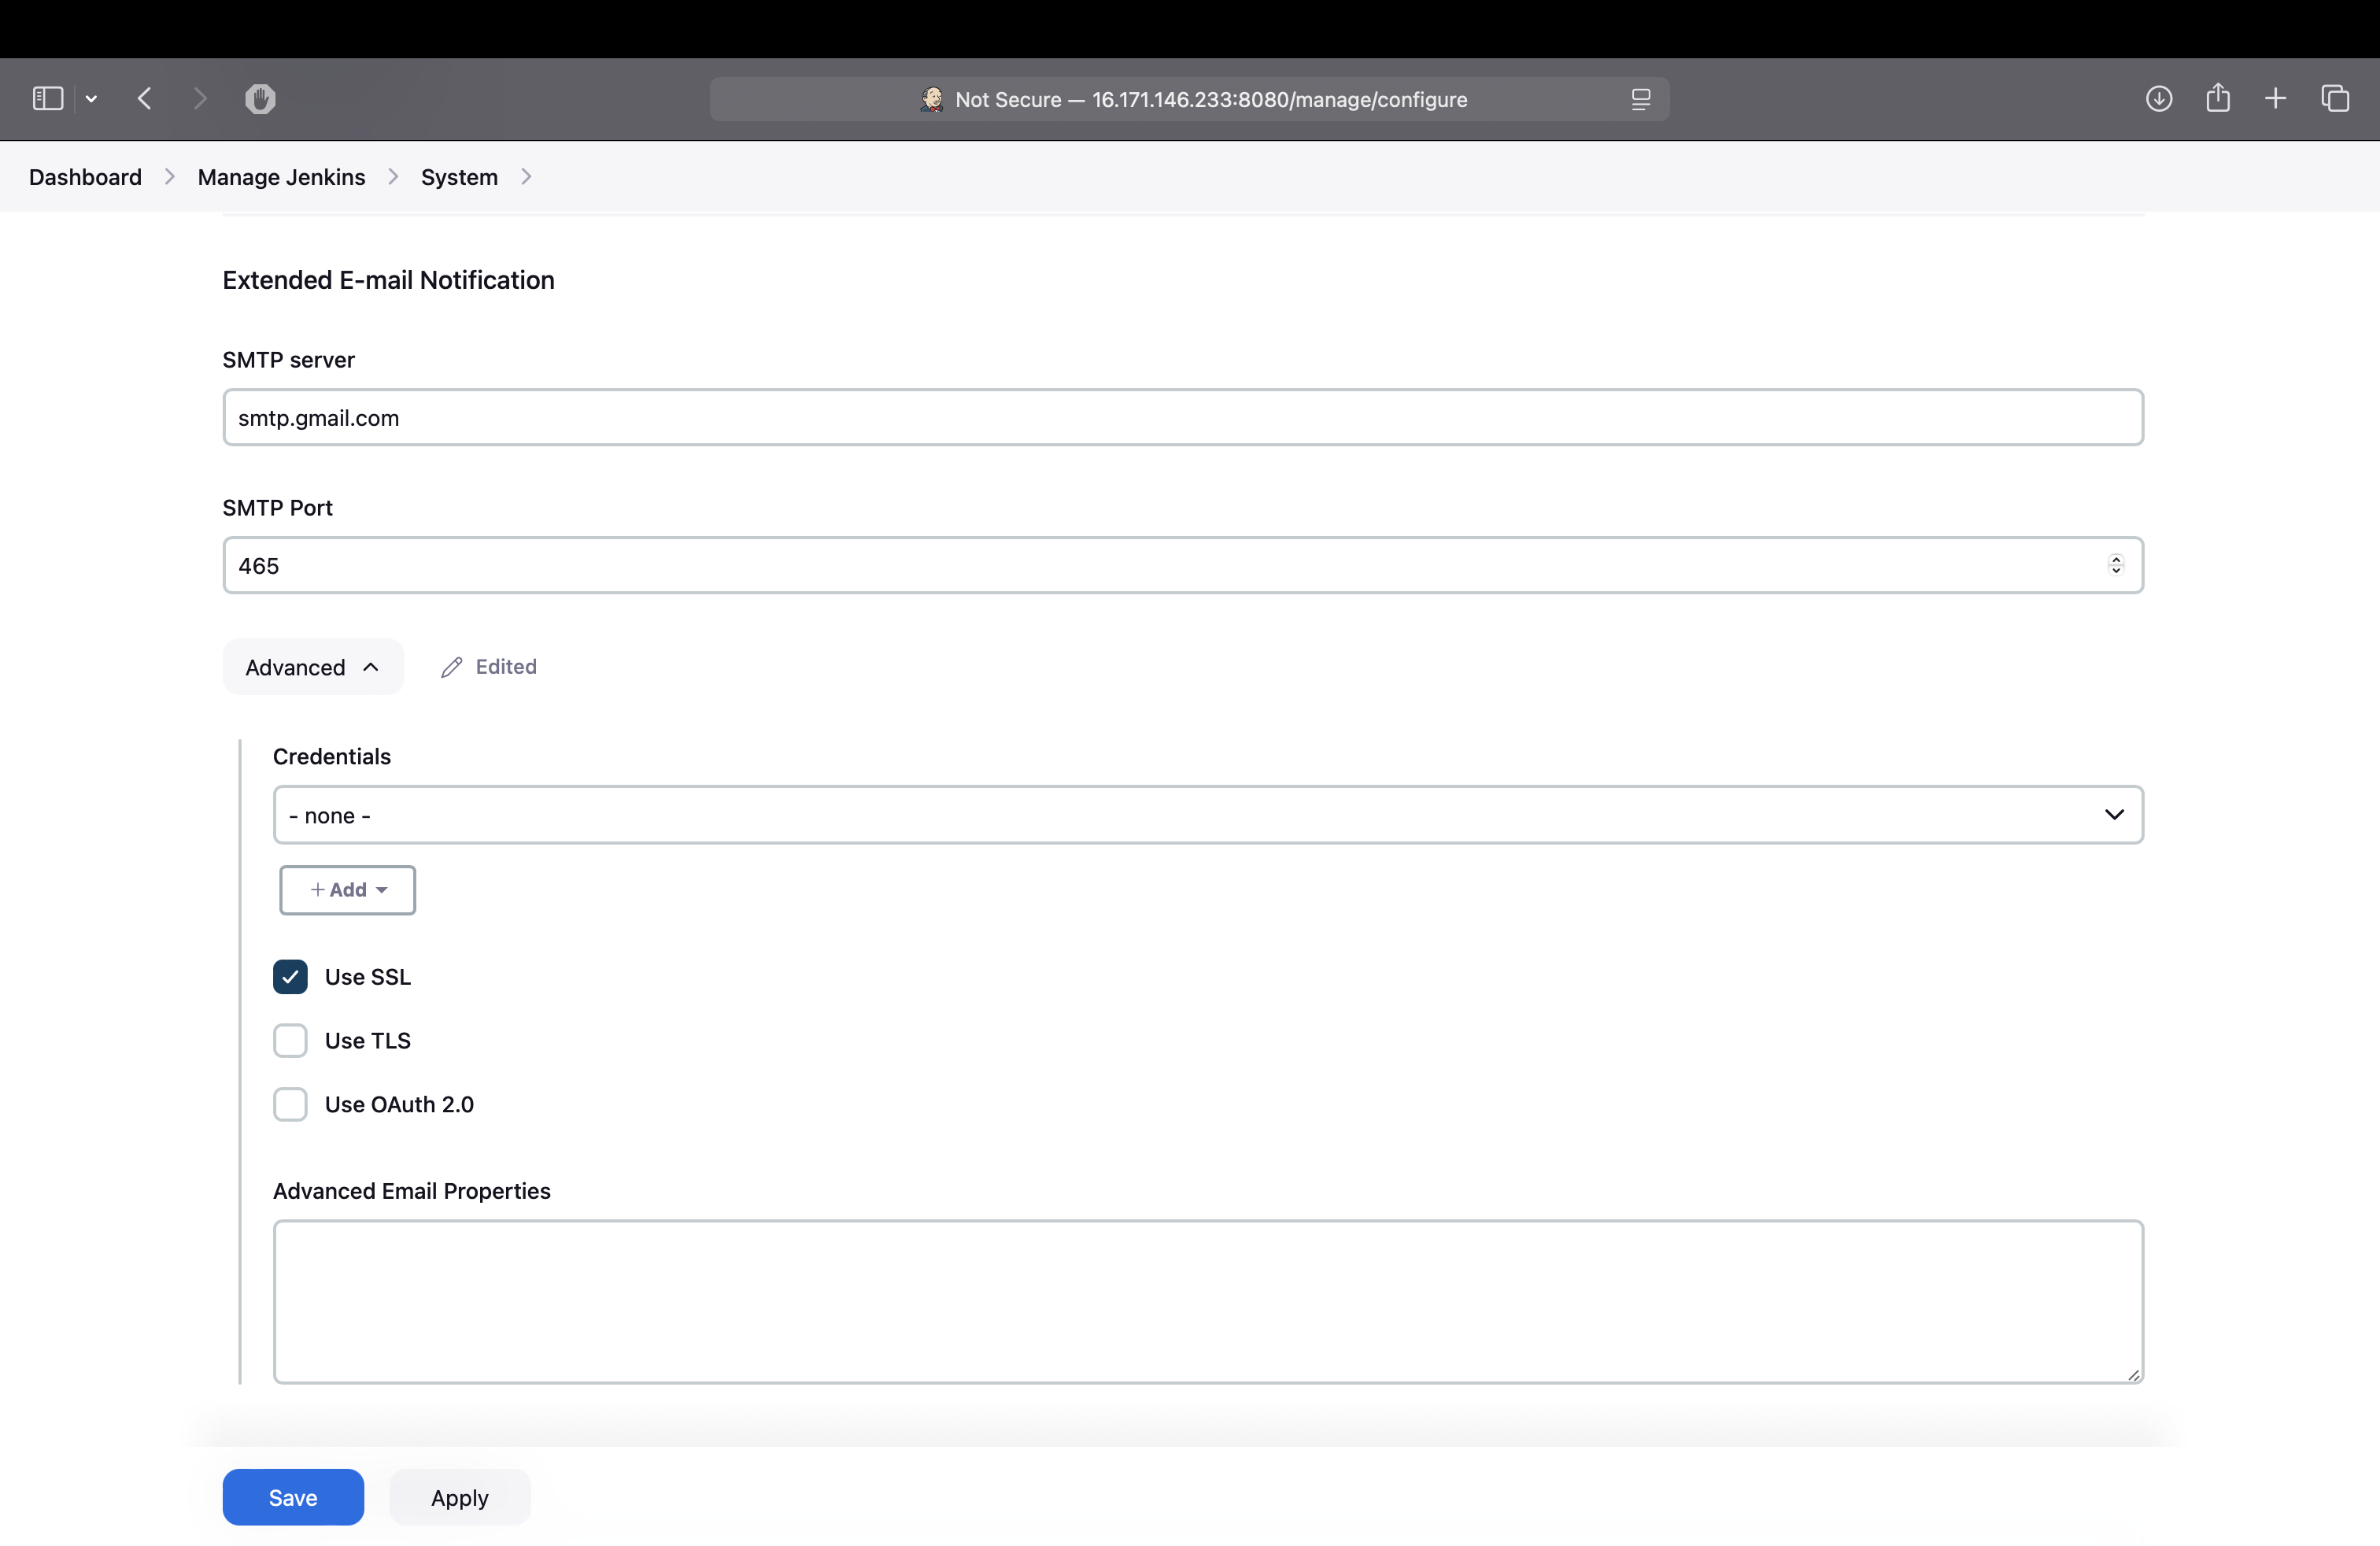 Not Secure — 16.171.146.233:8080/manage/configure
Dashboard Manage Jenkins System
Extended E-mail Notification
SMTP server
smtp.gmail.com
SMTP Port
465
Advanced Edited
Credentials
- none -
+ Add
Use SSL
Use TLS
Use OAuth 2.0
Advanced Email Properties
Save Apply